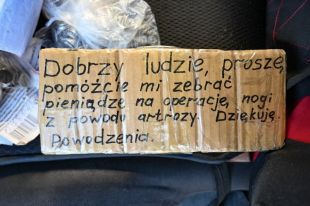 Dobrzy ludzie, proszę,
pomóżcie mi zebrać
pieniądze na operację, nogi
z powodu artrozy. Dziękuję.
Powodzenia.